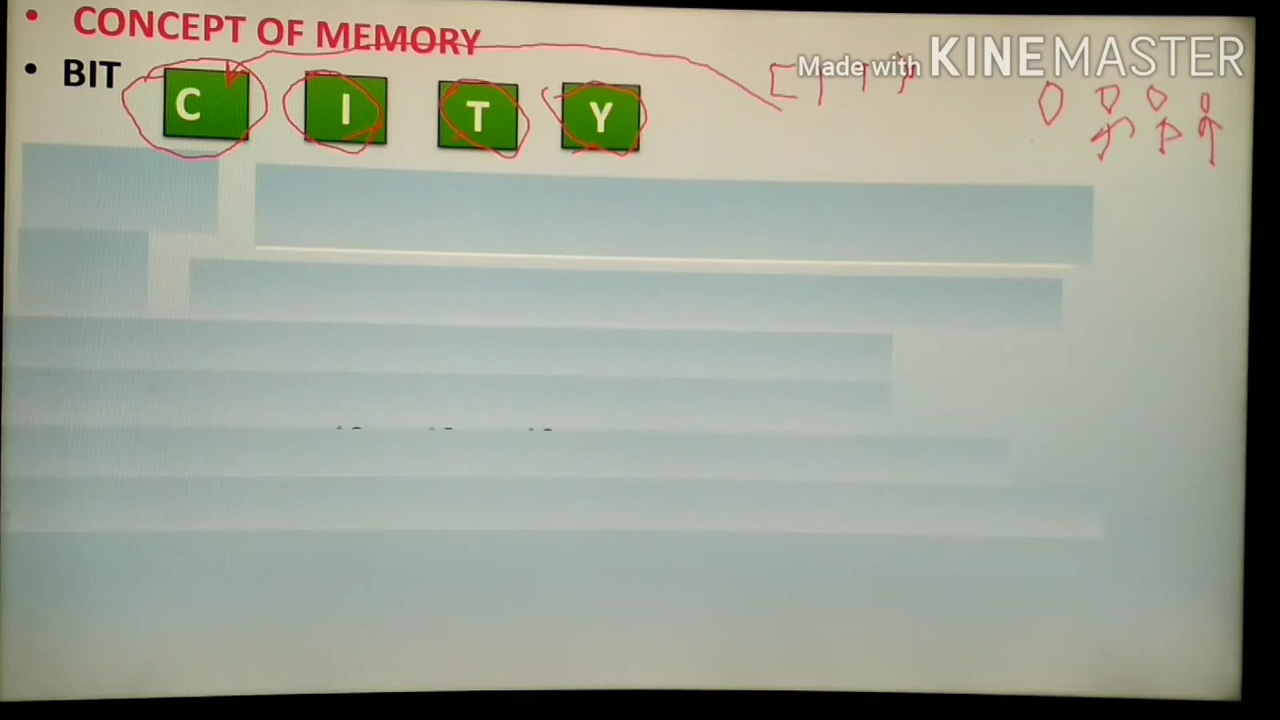 • CONCEPT OF MEMORY
Made with KINEMASTER
• BIT C I T Y